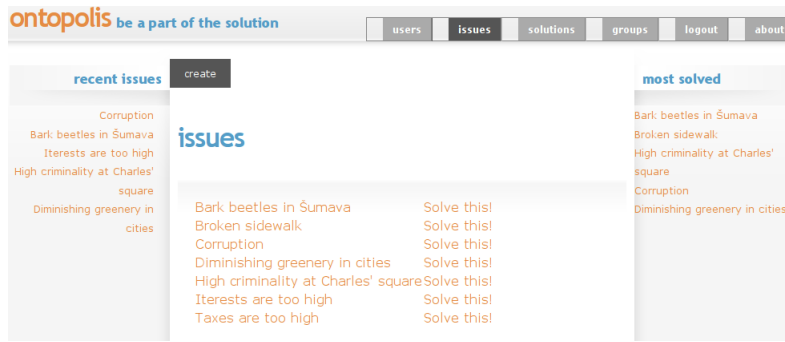 ontopolis be a part of the solution
users issues solutions groups logout about
recent issues
Corruption
Bark beetles in Šumava
Iterests are too high
High criminality at Charles'
square
Diminishing greenery in
cities
create
issues
Bark beetles in Šumava Solve this!
Broken sidewalk Solve this!
Corruption Solve this!
Diminishing greenery in cities Solve this!
High criminality at Charles' square Solve this!
Iterests are too high Solve this!
Taxes are too high Solve this!
most solved
Bark beetles in Šumava
Broken sidewalk
High criminality at Charles'
square
Corruption
Diminishing greenery in cities